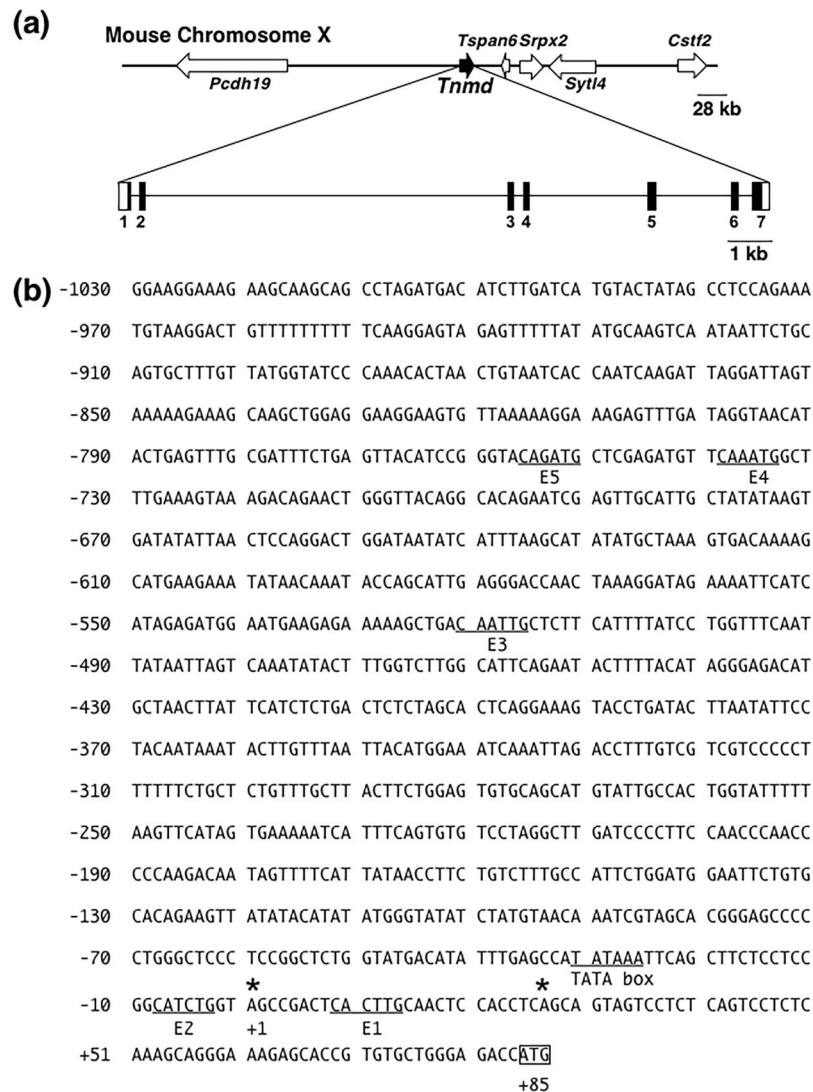 (a)
Mouse Chromosome X
Tspan6 Srpx2 Cstf2
Pcdh19 Tnmd Sytl4
28 kb
1 2 3 4 5 6 7
1 kb
(b)
-1030 GGAAGGAAAG AAGCAAGCAG CCTAGATGAC ATCTTGATCA TGTACTATAG CCTCCAGAAA
-970 TGTAAGGACT GTTTTTTTTT TCAAGGAGTA GAGTTTTTAT ATGCAAGTCA ATAATTCTGC
-910 AGTGCTTTGT TATGGTATCC CAAACACTAA CTGTAATCAC CAATCAAGAT TAGGATTAGT
-850 AAAAAGAAAG CAAGCTGGAG GAAGGAAGTG TTAAAAAGGA AAGAGTTTGA TAGGTAACAT
-790 ACTGAGTTTG CGATTTCTGA GTTACATCCG GGTACAGATG CTCGAGATGT TCAAATGGCT
E5 E4
-730 TTGAAAGTAA AGACAGAACT GGGTTACAGG CACAGAATCG AGTTGCATTG CTATATAAGT
-670 GATATATTAA CTCCAGGACT GGATAATATC ATTTAAGCAT ATATGCTAAA GTGACAAAAG
-610 CATGAAGAAA TATAACAAAT ACCAGCATTG AGGGACCAAC TAAAGGATAG AAAATTCATC
-550 ATAGAGATGG AATGAAGAGA AAAAGCTGAC AATTGCTCTT CATTTTATCC TGGTTTCAAT
E3
-490 TATAATTAGT CAAATATACT TTGGTCTTGG CATTCAGAAT ACTTTTACAT AGGGAGACAT
-430 GCTAACTTAT TCATCTCTGA CTCTCTAGCA CTCAGGAAAG TACCTGATAC TTAATATTCC
-370 TACAATAAAT ACTTGTTTAA TTACATGGAA ATCAAATTAG ACCTTTGTCG TCGTCCCCCT
-310 TTTTTCTGCT CTGTTTGCTT ACTTCTGGAG TGTGCAGCAT GTATTGCCAC TGGTATTTTT
-250 AAGTTCATAG TGAAAAATCA TTTCAGTGTG TCCTAGGCTT GATCCCCTTC CAACCCAACC
-190 CCCAAGACAA TAGTTTTCAT TATAACCTTC TGTCTTTGCC ATTCTGGATG GAATTCTGTG
-130 CACAGAAGTT ATATACATAT ATGGGTATAT CTATGTAACA AATCGTAGCA CGGGAGCCCC
-70 CTGGGCTCCC TCCGGCTCTG GTATGACATA TTTGAGCCAT ATAAATTCAG CTTCTCCTCC
* * TATA box
-10 GGCATCTGGT AGCCGACTCA CTTGCAACTC CACCTCAGCA GTAGTCCTCT CAGTCCTCTC
E2 +1 E1
+51 AAAGCAGGGA AAGAGCACCG TGTGCTGGGA GACCATG
+85